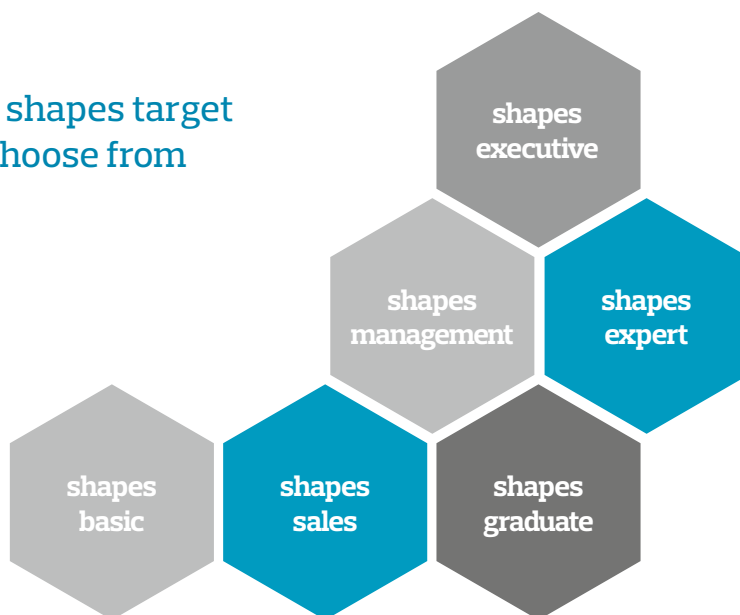 shapes target
hoose from
shapes
executive
shapes
management
shapes
expert
shapes
basic
shapes
sales
shapes
graduate